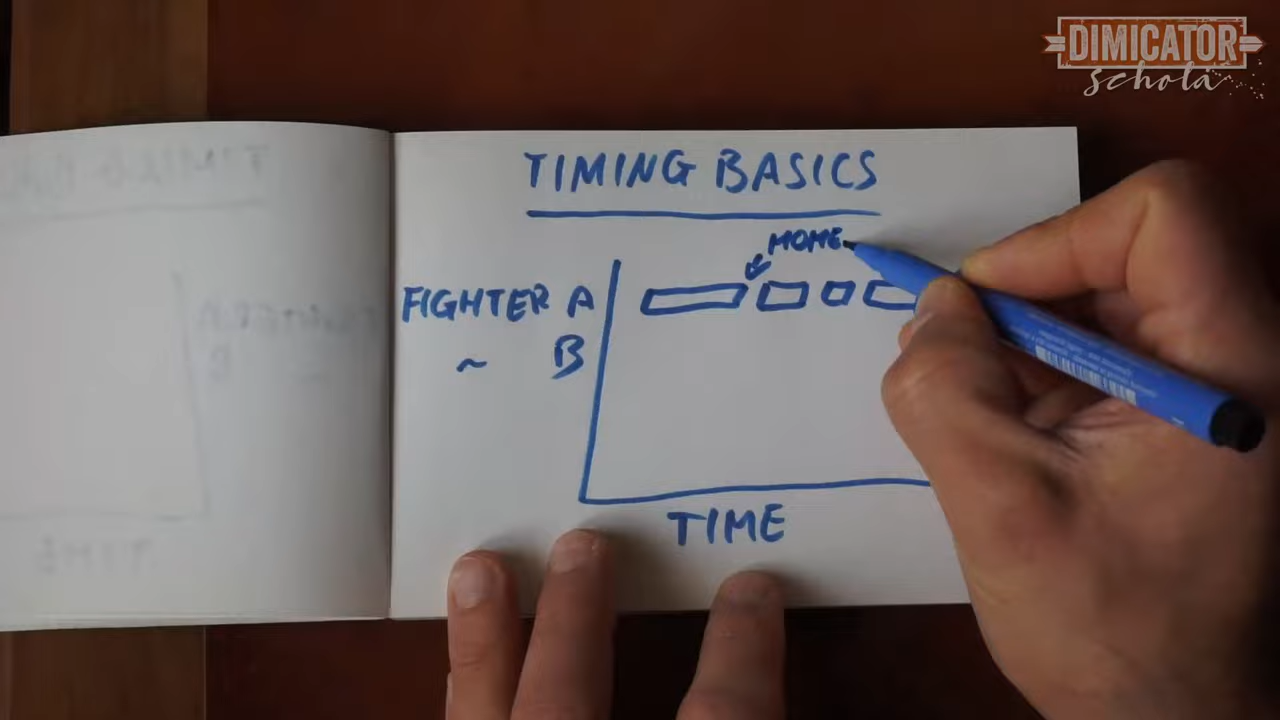 DIMICATOR
schola
TIMING BASICS
MOME
FIGHTER A
~ B
TIME